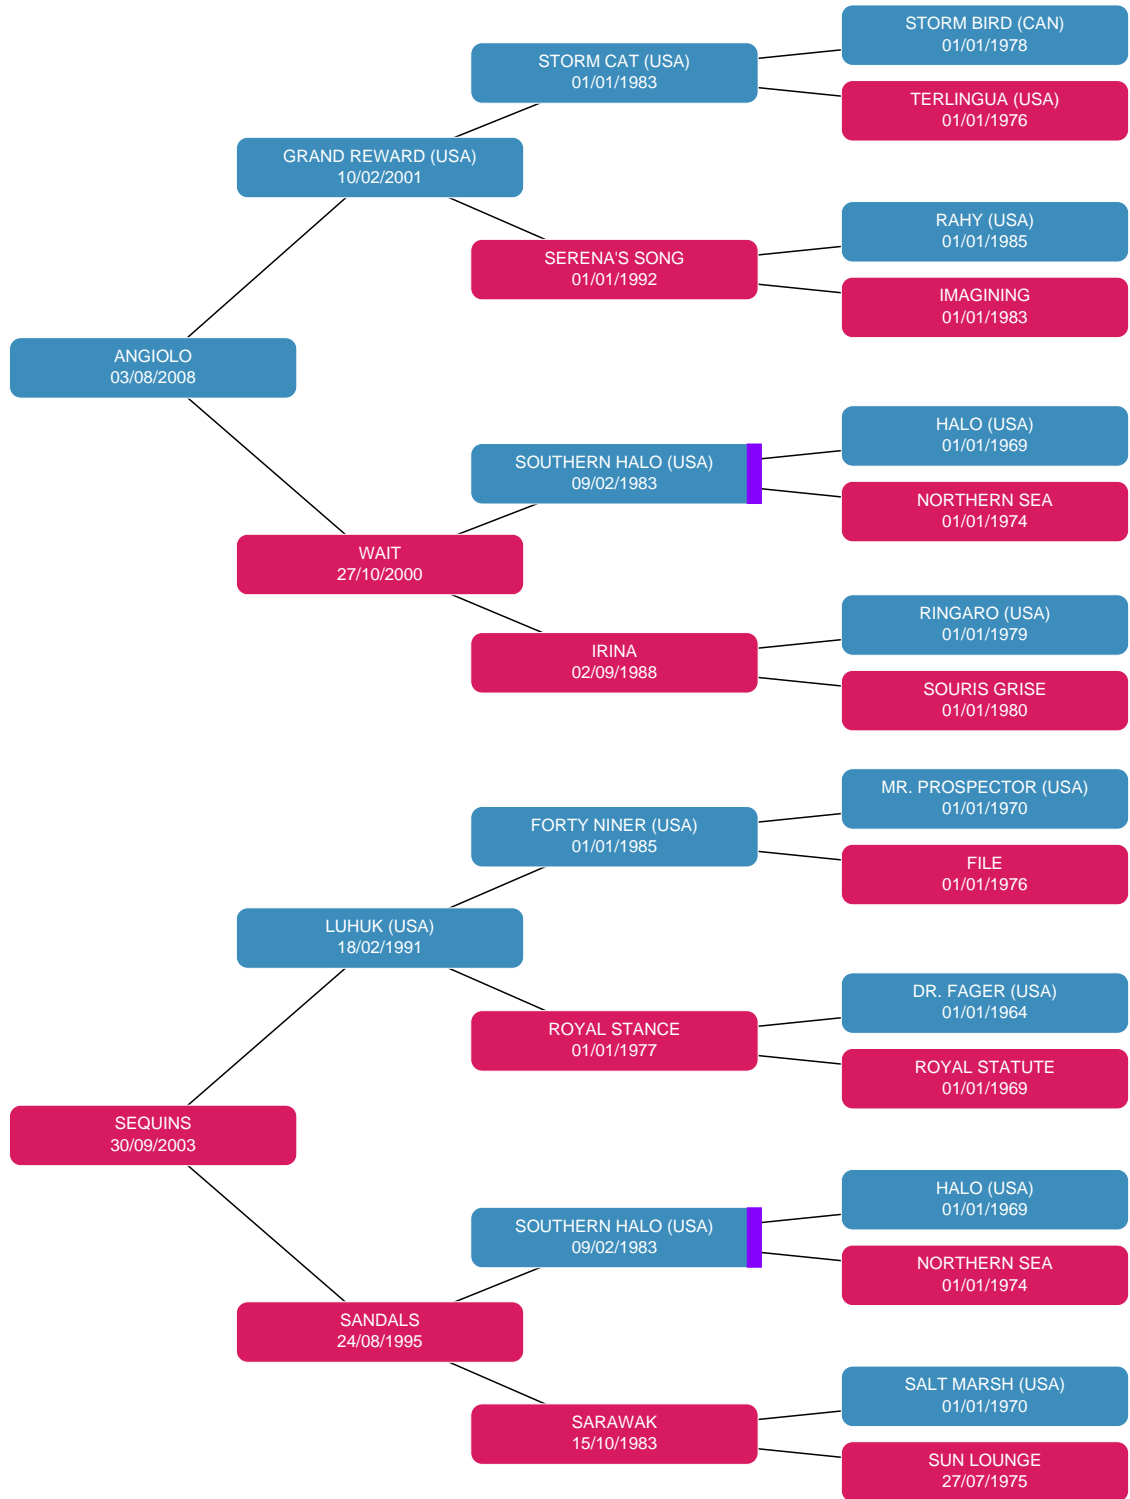 STORM BIRD (CAN)
01/01/1978
STORM CAT (USA)
01/01/1983
TERLINGUA (USA)
01/01/1976
GRAND REWARD (USA)
10/02/2001
RAHY (USA)
01/01/1985
SERENA'S SONG
01/01/1992
IMAGINING
01/01/1983
ANGIOLO
03/08/2008
HALO (USA)
01/01/1969
SOUTHERN HALO (USA)
09/02/1983
NORTHERN SEA
01/01/1974
WAIT
27/10/2000
RINGARO (USA)
01/01/1979
IRINA
02/09/1988
SOURIS GRISE
01/01/1980
MR. PROSPECTOR (USA)
01/01/1970
FORTY NINER (USA)
01/01/1985
FILE
01/01/1976
LUHUK (USA)
18/02/1991
DR. FAGER (USA)
01/01/1964
ROYAL STANCE
01/01/1977
ROYAL STATUTE
01/01/1969
SEQUINS
30/09/2003
HALO (USA)
01/01/1969
SOUTHERN HALO (USA)
09/02/1983
NORTHERN SEA
01/01/1974
SANDALS
24/08/1995
SALT MARSH (USA)
01/01/1970
SARAWAK
15/10/1983
SUN LOUNGE
27/07/1975